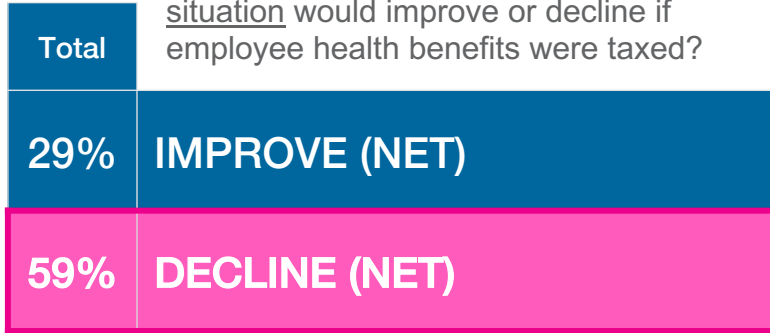 situation would improve or decline if
Total
employee health benefits were taxed?
29% IMPROVE (NET)
59% DECLINE (NET)